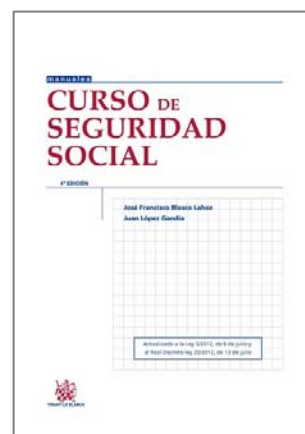 manuales
CURSO DE
SEGURIDAD
SOCIAL
4ª EDICIÓN
José Francisco Blasco Lahoz
Juan López Gandía
Actualizado a la Ley 3/2012, de 6 de julio y
al Real Decreto ley 20/2012, de 13 de julio
TIRANT LO BLANCH